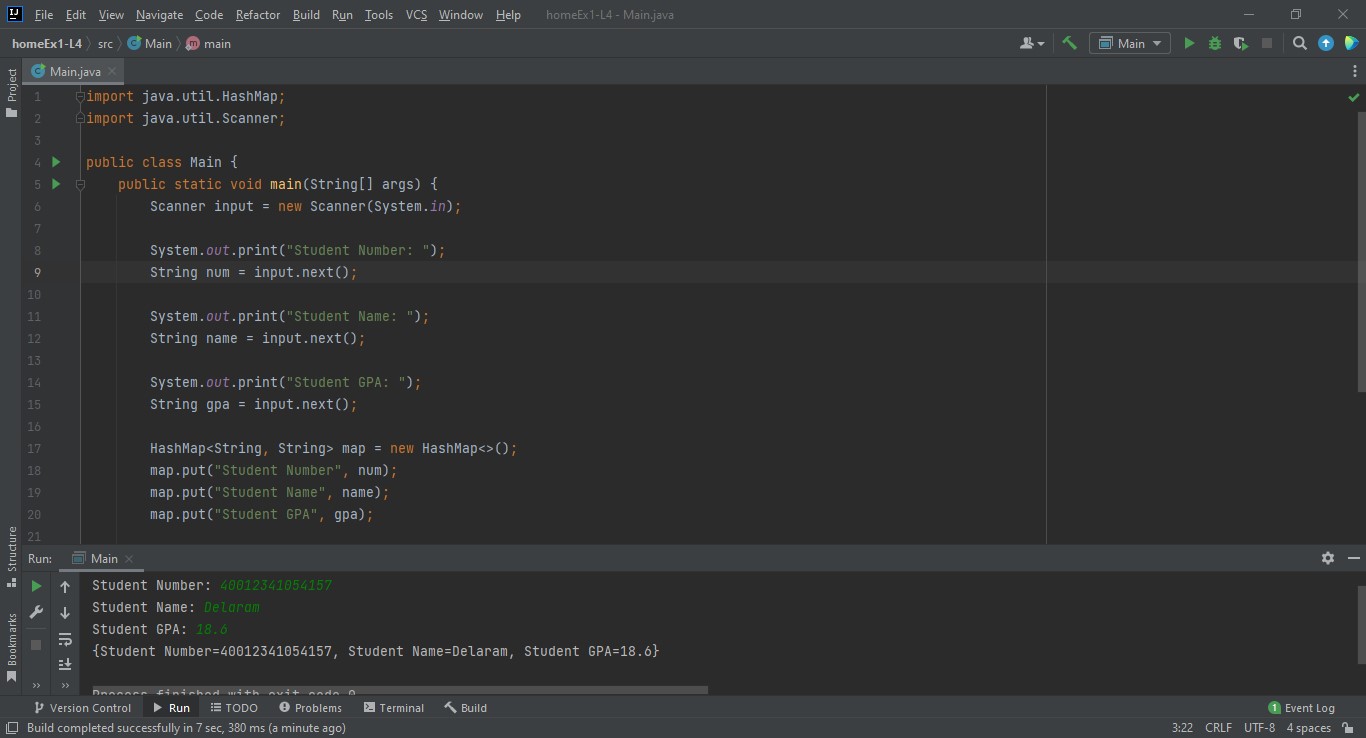 File Edit View Navigate Code Refactor Build Run Tools VCS Window Help homeEx1-L4 - Main.java
homeEx1-L4 src Main main Main
Project
Main.java
1 import java.util.HashMap;
2 import java.util.Scanner;
3
4 public class Main {
5 public static void main(String[] args) {
6 Scanner input = new Scanner(System.in);
7
8 System.out.print("Student Number: ");
9 String num = input.next();
10
11 System.out.print("Student Name: ");
12 String name = input.next();
13
14 System.out.print("Student GPA: ");
15 String gpa = input.next();
16
17 HashMap<String, String> map = new HashMap<>();
18 map.put("Student Number", num);
19 map.put("Student Name", name);
20 map.put("Student GPA", gpa);
21
Structure
Bookmarks
Run: Main
Student Number: 40012341054157
Student Name: Delaram
Student GPA: 18.6
{Student Number=40012341054157, Student Name=Delaram, Student GPA=18.6}
Process finished with exit code 0
Version Control Run TODO Problems Terminal Build 1 Event Log
Build completed successfully in 7 sec, 380 ms (a minute ago) 3:22 CRLF UTF-8 4 spaces